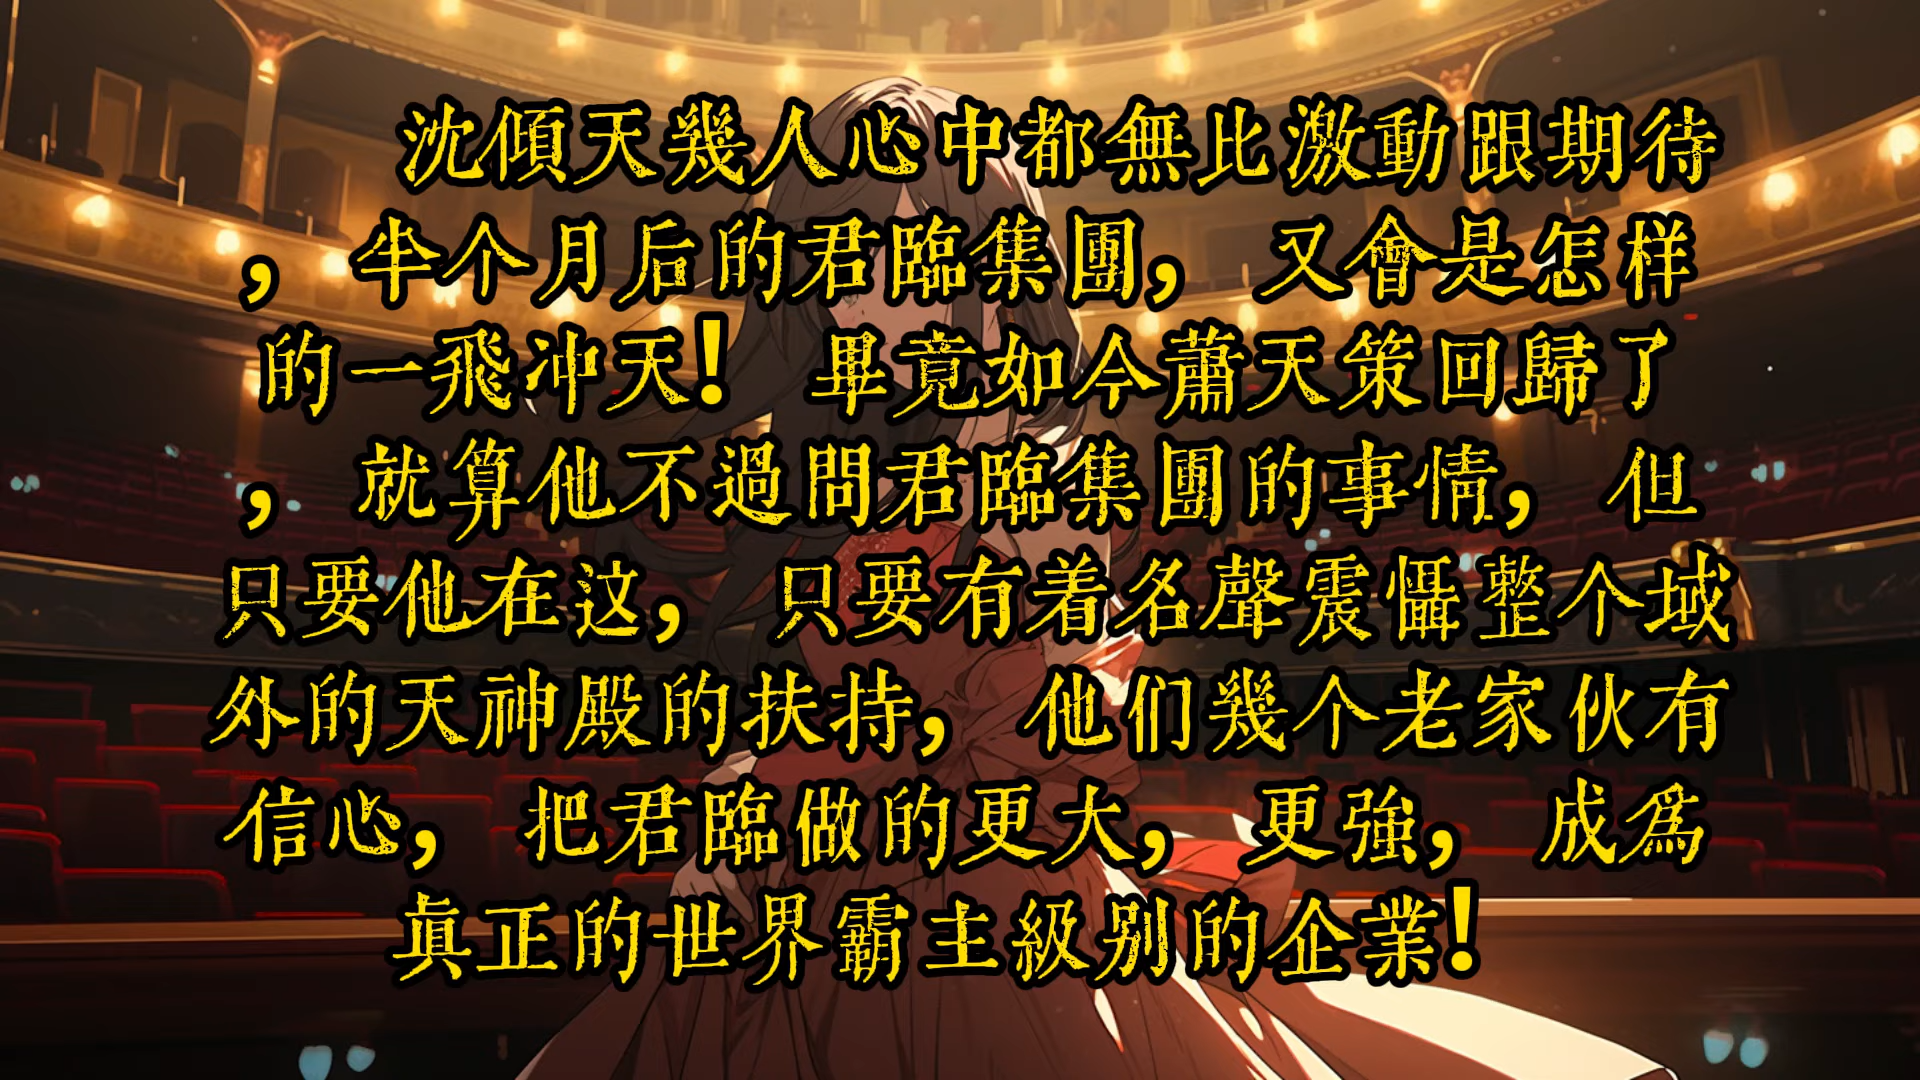 沈傾天幾人心中都無比激動跟期待
，半个月后的君臨集團，又會是怎样
的一飛冲天！畢竟如今蕭天策回歸了
，就算他不過問君臨集團的事情，但
只要他在这，只要有着名聲震懾整个域
外的天神殿的扶持，他们幾个老家伙有
信心，把君臨做的更大，更強，成爲
眞正的世界霸主級别的企業！